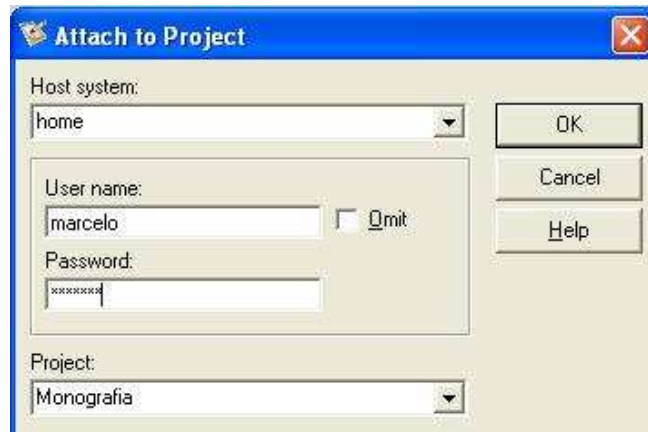 Attach to Project
Host system:
home
OK
User name:
Cancel
marcelo
Omit
Help
Password:
*******
Project:
Monografia